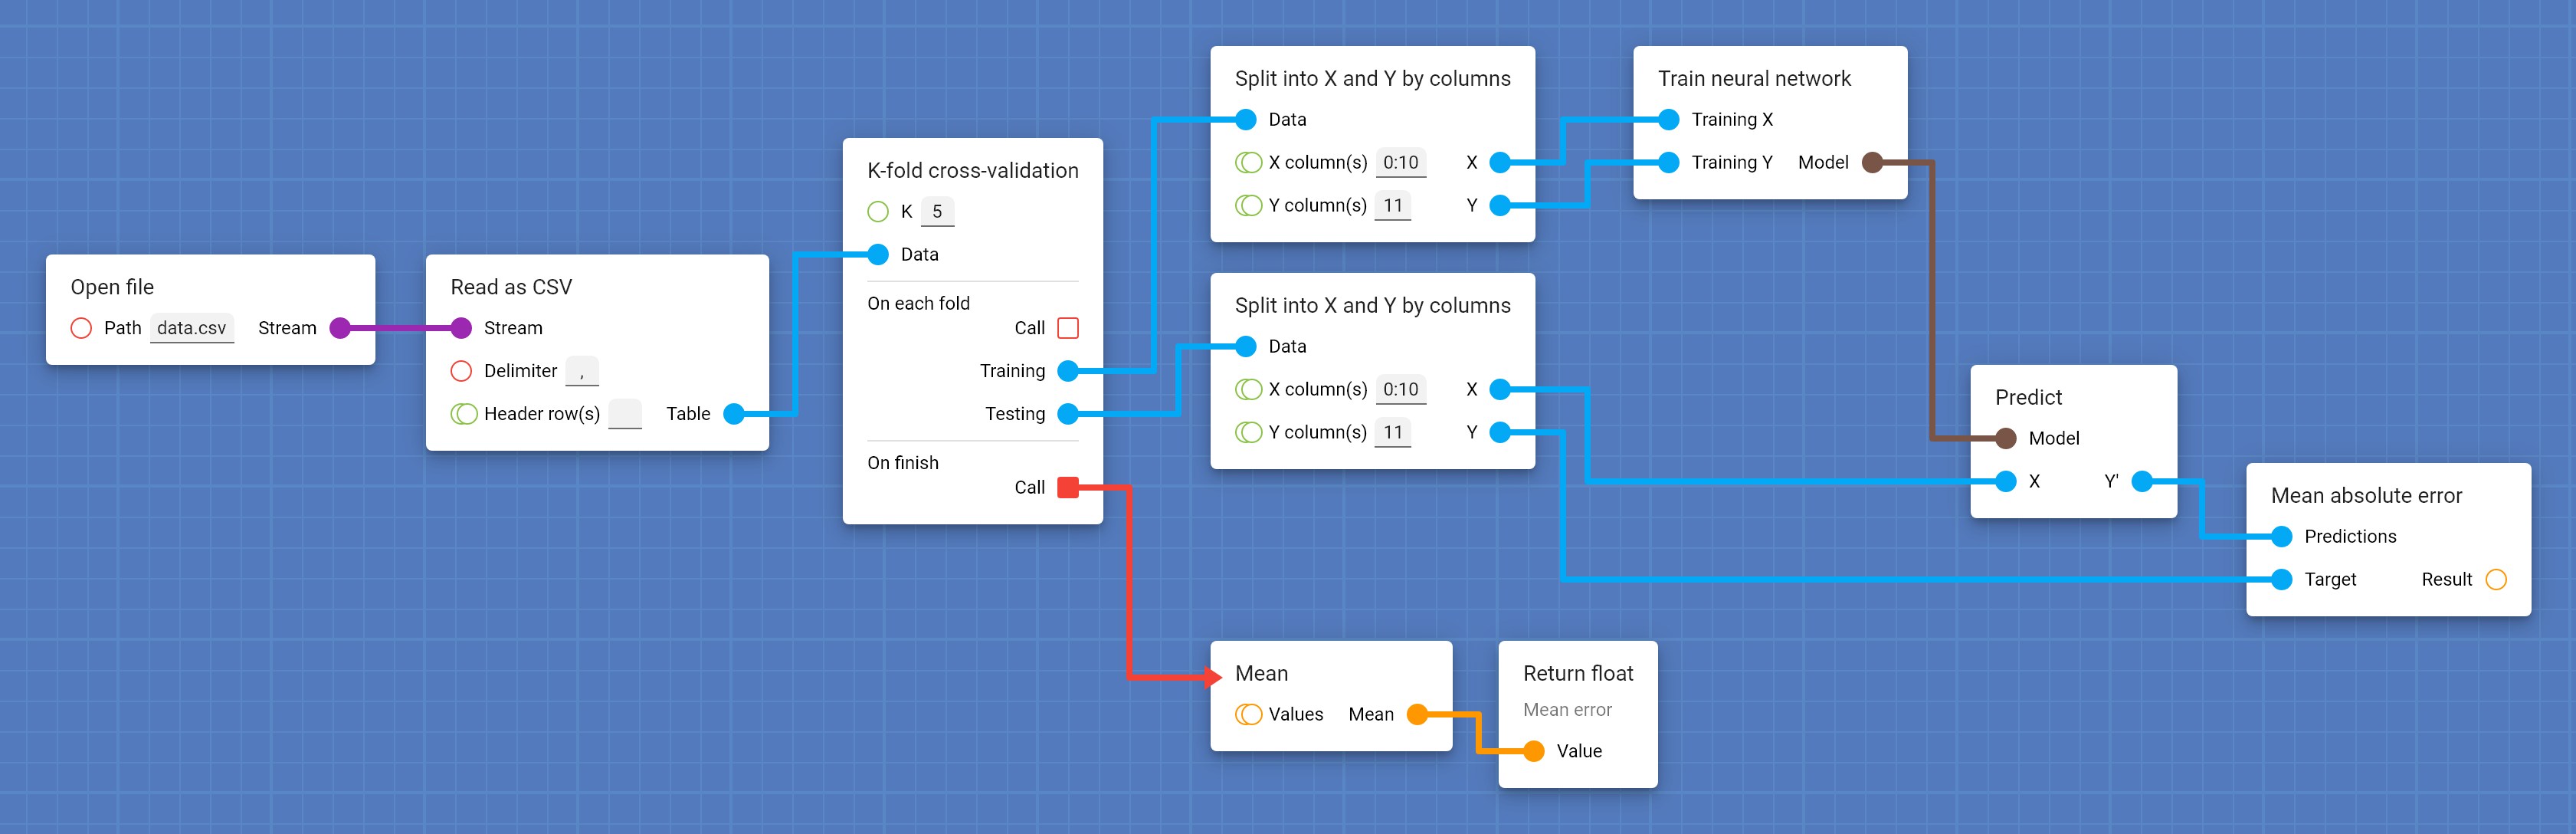 Open file
Path data.csv Stream
Read as CSV
Stream
Delimiter ,
Header row(s) Table
K-fold cross-validation
K 5
Data
On each fold
Call
Training
Testing
On finish
Call
Split into X and Y by columns
Data
X column(s) 0:10 X
Y column(s) 11 Y
Split into X and Y by columns
Data
X column(s) 0:10 X
Y column(s) 11 Y
Train neural network
Training X
Training Y Model
Predict
Model
X Y'
Mean absolute error
Predictions
Target Result
Mean
Values Mean
Return float
Mean error
Value